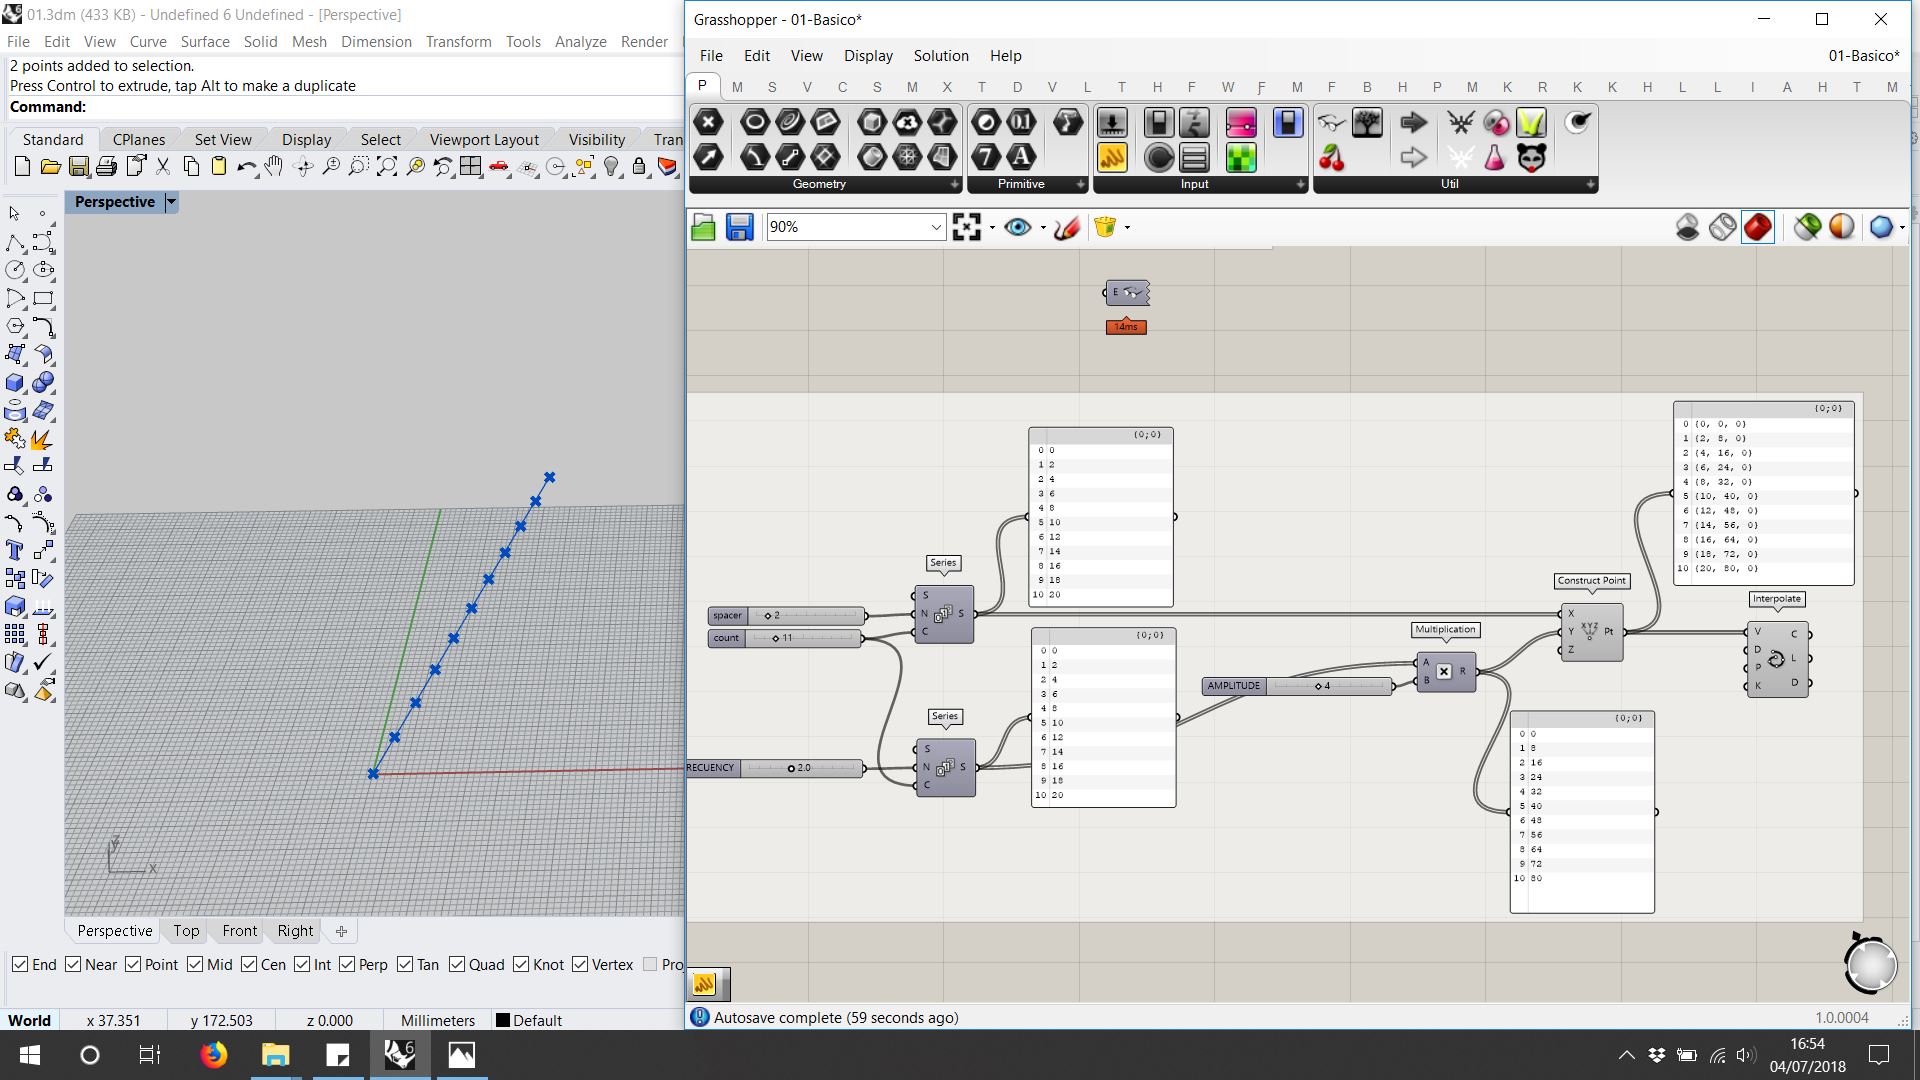 01.3dm (433 KB) - Undefined 6 Undefined - [Perspective]
File Edit View Curve Surface Solid Mesh Dimension Transform Tools Analyze Render
2 points added to selection.
Press Control to extrude, tap Alt to make a duplicate
Command:
Standard CPlanes Set View Display Select Viewport Layout Visibility Tran
Perspective
z
x
Perspective Top Front Right
End Near Point Mid Cen Int Perp Tan Quad Knot Vertex Proj
World x 37.351 y 172.503 z 0.000 Millimeters Default
Grasshopper - 01-Basico*
File Edit View Display Solution Help 01-Basico*
P M S V C S M X T D V L T H F W F M F B H P M K R K K H L L I A H T M
Geometry Primitive Input Util
90%
E
14ms
{0;0}
0 0
1 2
2 4
3 6
4 8
5 10
6 12
7 14
8 16
9 18
10 20
Series
S
N S
C
spacer 2
count 11
{0;0}
0 0
1 2
2 4
3 6
4 8
5 10
6 12
7 14
8 16
9 18
10 20
Series
S
N S
C
RECUENCY 2.0
AMPLITUDE 4
Multiplication
A
B R
{0;0}
0 0
1 8
2 16
3 24
4 32
5 40
6 48
7 56
8 64
9 72
10 80
Construct Point
X
Y XYZ Pt
Z
{0;0}
0 {0, 0, 0}
1 {2, 8, 0}
2 {4, 16, 0}
3 {6, 24, 0}
4 {8, 32, 0}
5 {10, 40, 0}
6 {12, 48, 0}
7 {14, 56, 0}
8 {16, 64, 0}
9 {18, 72, 0}
10 {20, 80, 0}
Interpolate
V C
D
P L
K D
Autosave complete (59 seconds ago) 1.0.0004
16:54
04/07/2018